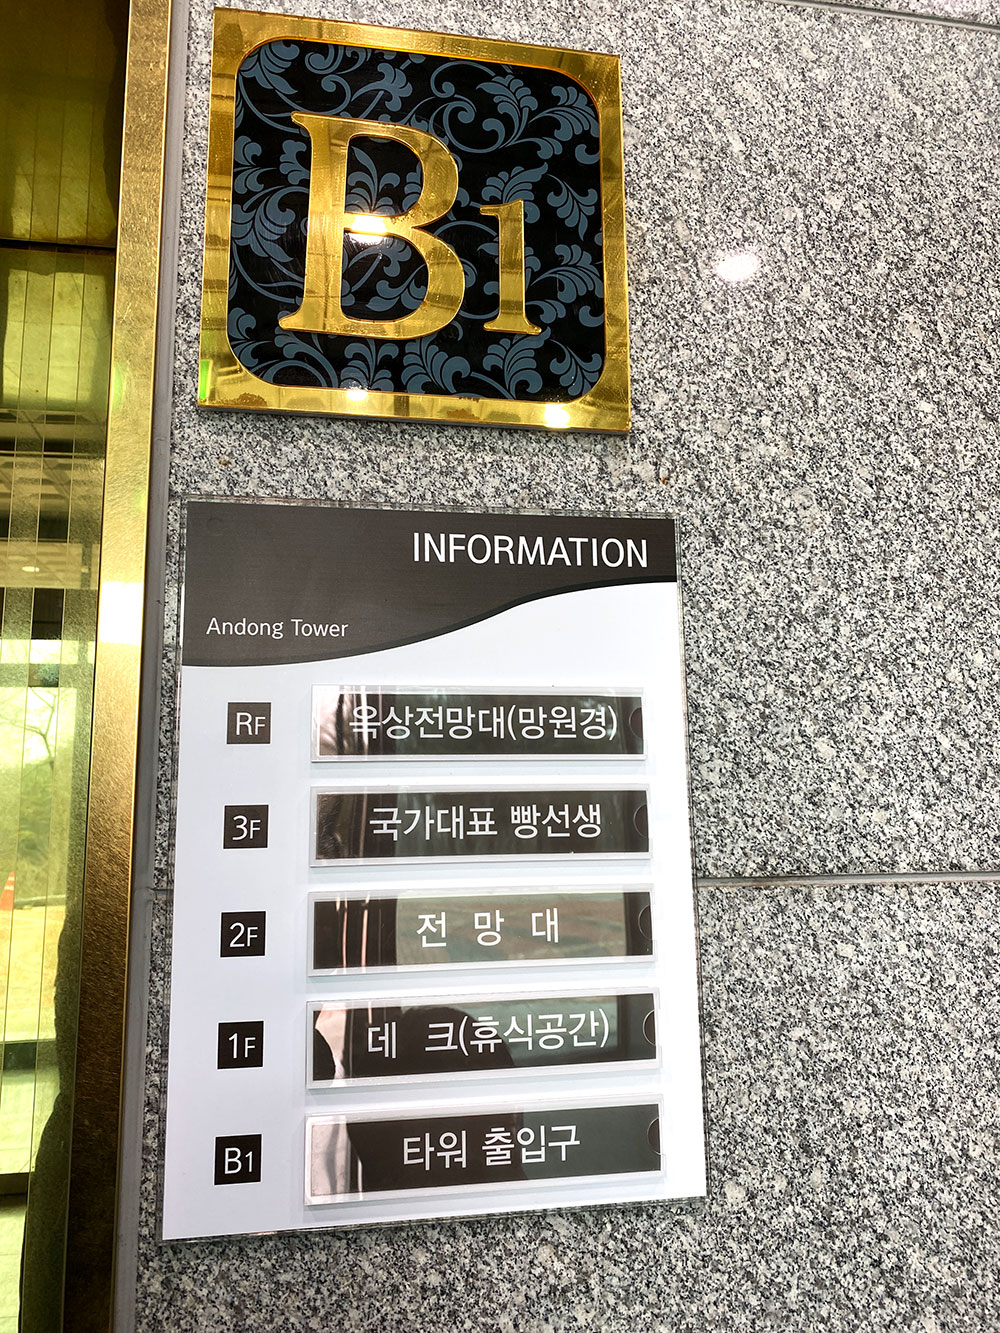 B1
INFORMATION
Andong Tower
RF 옥상전망대(망원경)
3F 국가대표 빵선생
2F 전 망 대
1F 데 크(휴식공간)
B1 타워 출입구